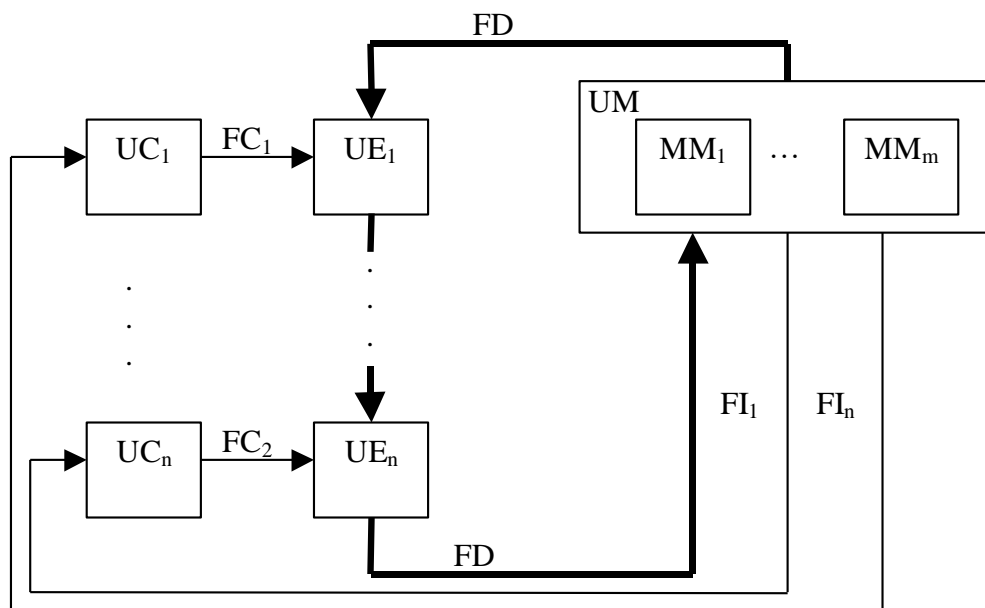 FD
UM
UC₁ FC₁ UE₁ MM₁ ... MMₘ
.
.
.
.
.
.
FI₁ FIₙ
UCₙ FC₂ UEₙ
FD